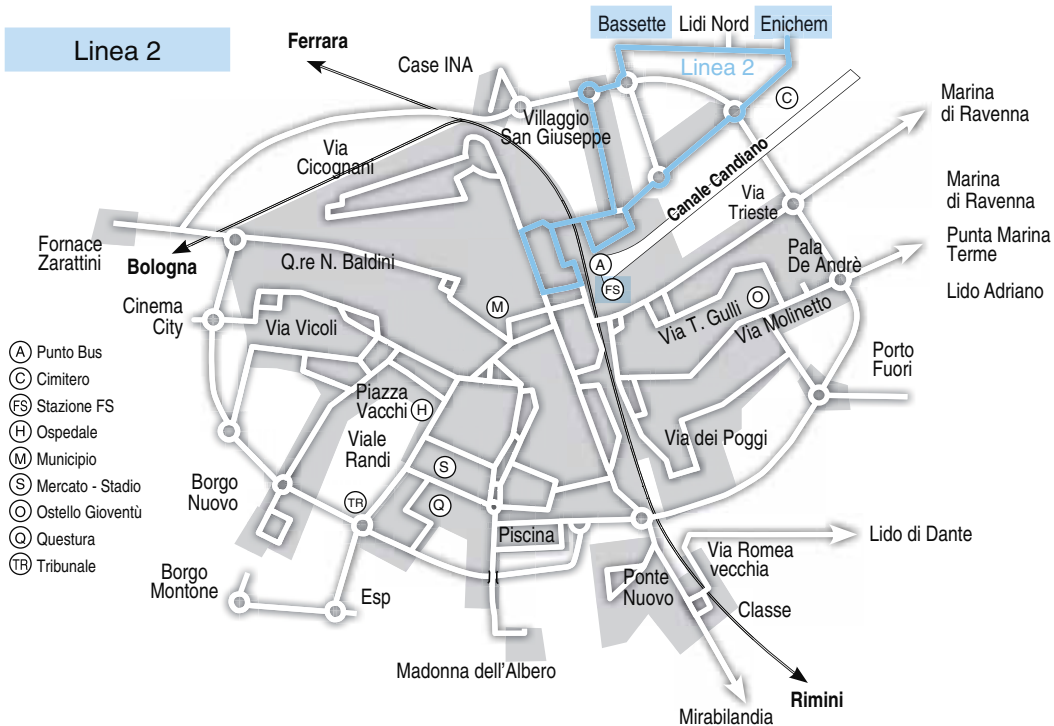 Linea 2
Ferrara
Bassette
Lidi Nord
Enichem
Case INA
Linea 2
C
Marina
di Ravenna
Villaggio
San Giuseppe
Via
Cicognani
Canale Candiano
Via
Trieste
Marina
di Ravenna
Fornace
Zarattini
Bologna
Q.re N. Baldini
A
FS
Pala
De Andrè
Punta Marina
Terme
Lido Adriano
Cinema
City
Via Vicoli
M
Via T. Gulli
O
Via Molinetto
Porto
Fuori
A Punto Bus
C Cimitero
FS Stazione FS
H Ospedale
M Municipio
S Mercato - Stadio
O Ostello Gioventù
Q Questura
TR Tribunale
Piazza
Vacchi
H
Viale
Randi
Via dei Poggi
S
Borgo
Nuovo
TR
Q
Piscina
Lido di Dante
Via Romea
vecchia
Borgo
Montone
Esp
Ponte
Nuovo
Classe
Madonna dell'Albero
Rimini
Mirabilandia